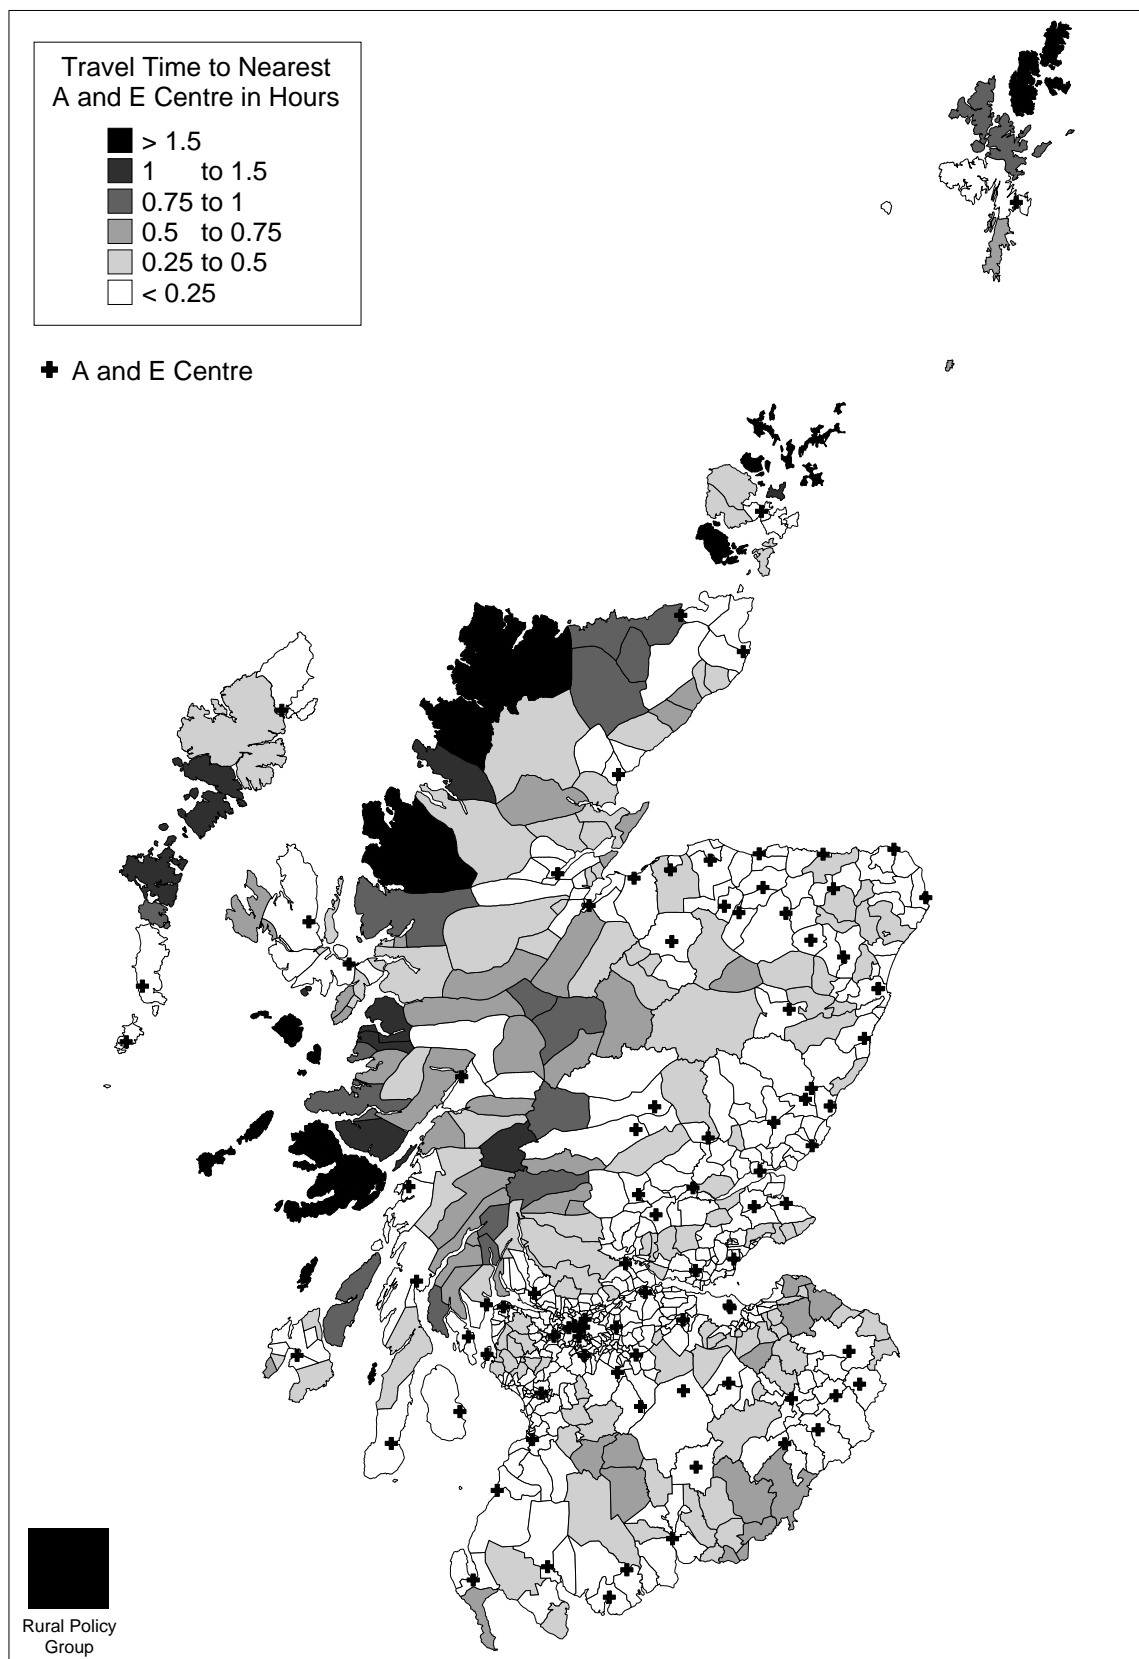 Travel Time to Nearest
A and E Centre in Hours
> 1.5
1 to 1.5
0.75 to 1
0.5 to 0.75
0.25 to 0.5
< 0.25
A and E Centre
Rural Policy
Group